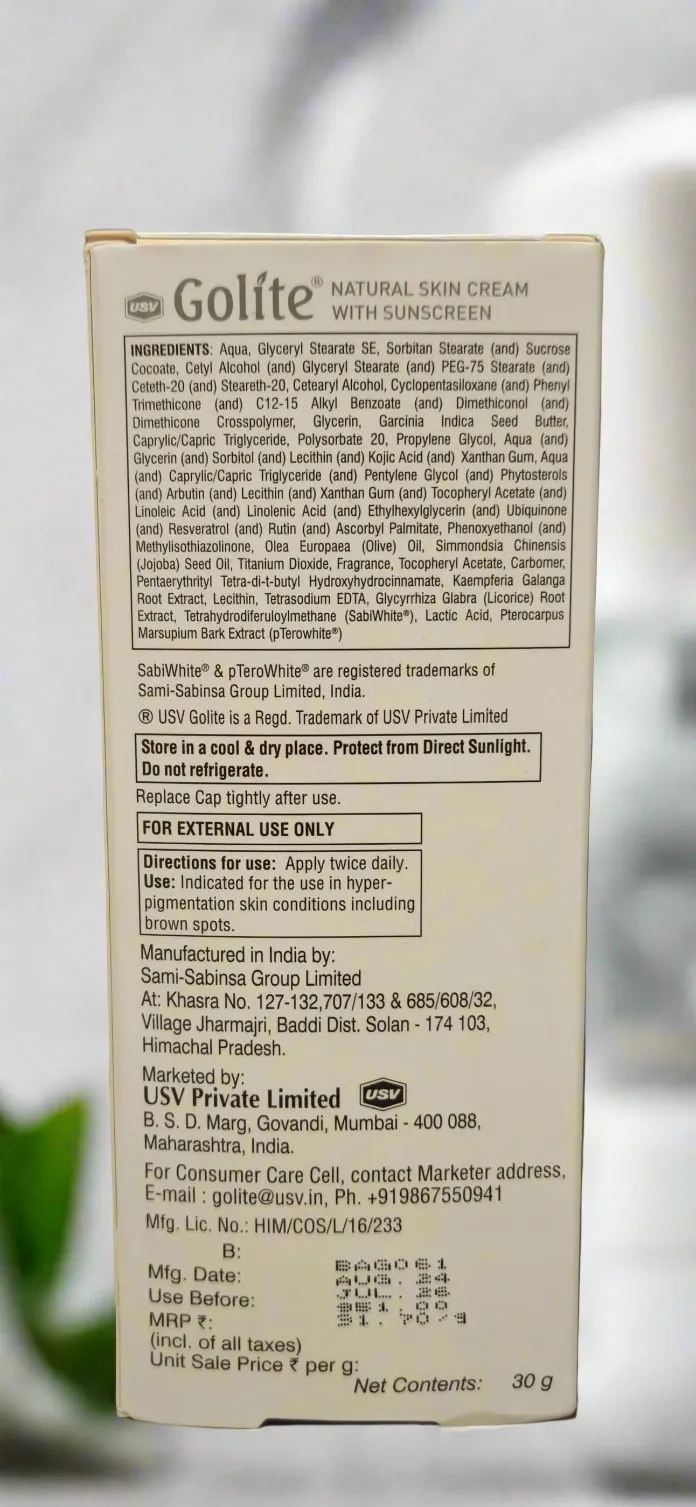 USV Golite® NATURAL SKIN CREAM
WITH SUNSCREEN
INGREDIENTS: Aqua, Glyceryl Stearate SE, Sorbitan Stearate (and) Sucrose
Cocoate, Cetyl Alcohol (and) Glyceryl Stearate (and) PEG-75 Stearate (and)
Ceteth-20 (and) Steareth-20, Cetearyl Alcohol, Cyclopentasiloxane (and) Phenyl
Trimethicone (and) C12-15 Alkyl Benzoate (and) Dimethiconol (and)
Dimethicone Crosspolymer, Glycerin, Garcinia Indica Seed Butter,
Caprylic/Capric Triglyceride, Polysorbate 20, Propylene Glycol, Aqua (and)
Glycerin (and) Sorbitol (and) Lecithin (and) Kojic Acid (and) Xanthan Gum, Aqua
(and) Caprylic/Capric Triglyceride (and) Pentylene Glycol (and) Phytosterols
(and) Arbutin (and) Lecithin (and) Xanthan Gum (and) Tocopheryl Acetate (and)
Linoleic Acid (and) Linolenic Acid (and) Ethylhexylglycerin (and) Ubiquinone
(and) Resveratrol (and) Rutin (and) Ascorbyl Palmitate, Phenoxyethanol (and)
Methylisothiazolinone, Olea Europaea (Olive) Oil, Simmondsia Chinensis
(Jojoba) Seed Oil, Titanium Dioxide, Fragrance, Tocopheryl Acetate, Carbomer,
Pentaerythrityl Tetra-di-t-butyl Hydroxyhydrocinnamate, Kaempferia Galanga
Root Extract, Lecithin, Tetrasodium EDTA, Glycyrrhiza Glabra (Licorice) Root
Extract, Tetrahydrodiferuloylmethane (SabiWhite®), Lactic Acid, Pterocarpus
Marsupium Bark Extract (pTerowhite®)
SabiWhite® & pTeroWhite® are registered trademarks of
Sami-Sabinsa Group Limited, India.
® USV Golite is a Regd. Trademark of USV Private Limited
Store in a cool & dry place. Protect from Direct Sunlight.
Do not refrigerate.
Replace Cap tightly after use.
FOR EXTERNAL USE ONLY
Directions for use: Apply twice daily.
Use: Indicated for the use in hyper-
pigmentation skin conditions including
brown spots.
Manufactured in India by:
Sami-Sabinsa Group Limited
At: Khasra No. 127-132,707/133 & 685/608/32,
Village Jharmajri, Baddi Dist. Solan - 174 103,
Himachal Pradesh.
Marketed by:
USV Private Limited USV
B. S. D. Marg, Govandi, Mumbai - 400 088,
Maharashtra, India.
For Consumer Care Cell, contact Marketer address,
E-mail : golite@usv.in, Ph. +919867550941
Mfg. Lic. No.: HIM/COS/L/16/233
B:
Mfg. Date: AUG. 24
Use Before: JUL. 26
MRP ₹:
(incl. of all taxes)
Unit Sale Price ₹ per g:
Net Contents: 30 g